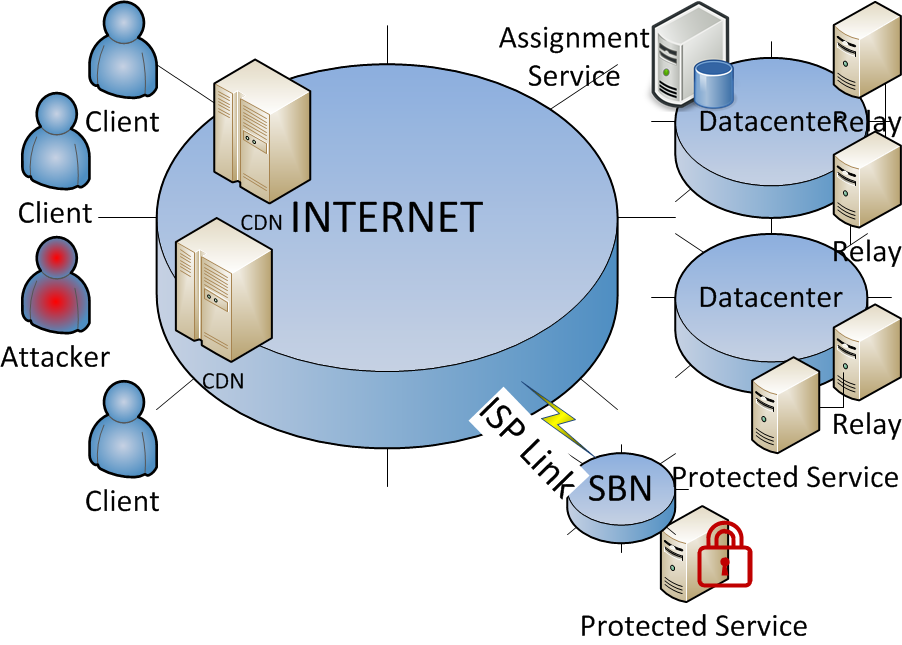 Client
Client
Attacker
Client
CDN
INTERNET
CDN
Assignment
Service
Datacenter
Relay
Relay
Datacenter
Relay
Protected Service
ISP Link
SBN
Protected Service